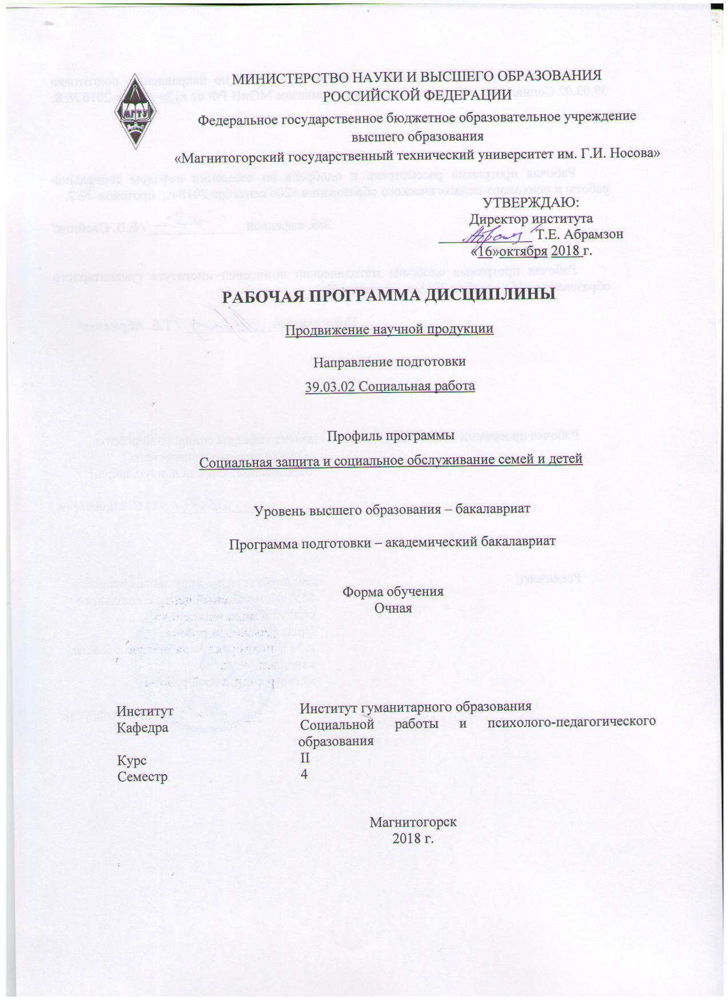 МИНИСТЕРСТВО НАУКИ И ВЫСШЕГО ОБРАЗОВАНИЯ
РОССИЙСКОЙ ФЕДЕРАЦИИ
МГТУ
Федеральное государственное бюджетное образовательное учреждение
высшего образования
«Магнитогорский государственный технический университет им. Г.И. Носова»
УТВЕРЖДАЮ:
Директор института
Т.Е. Абрамзон
«16»октября 2018 г.
РАБОЧАЯ ПРОГРАММА ДИСЦИПЛИНЫ
Продвижение научной продукции
Направление подготовки
39.03.02 Социальная работа
Профиль программы
Социальная защита и социальное обслуживание семей и детей
Уровень высшего образования – бакалавриат
Программа подготовки – академический бакалавриат
Форма обучения
Очная
Институт Институт гуманитарного образования
Кафедра Социальной работы и психолого-педагогического
образования
Курс II
Семестр 4
Магнитогорск
2018 г.